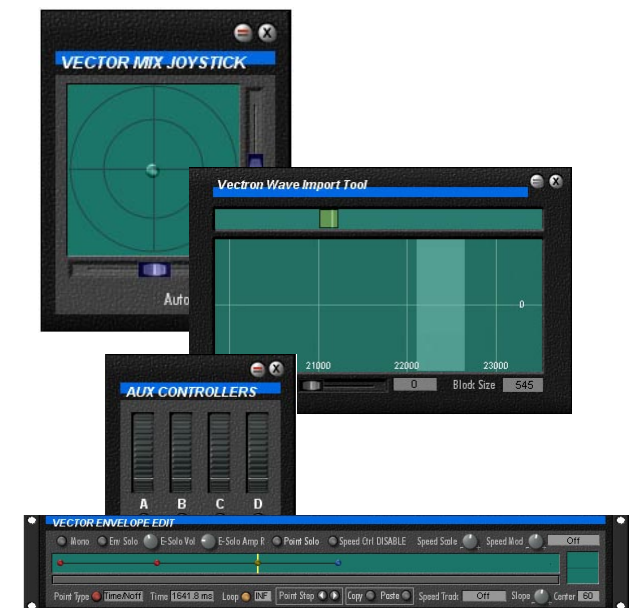 VECTOR MIX JOYSTICK
Auto
Vectron Wave Import Tool
0
21000 22000 23000
0 Block Size 545
AUX CONTROLLERS
A B C D
VECTOR ENVELOPE EDIT
Mono Env Solo E-Solo Vol E-Solo Amp R Point Solo Speed Ctrl DISABLE Speed Scale Speed Mod Off
Point Type Time/Noff Time 1641.8 ms Loop INF Point Step Copy Paste Speed Track Off Slope Center 60